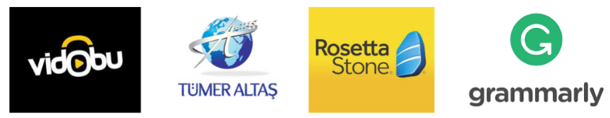 vidobu
TÜMER ALTAŞ
Rosetta
Stone
grammarly